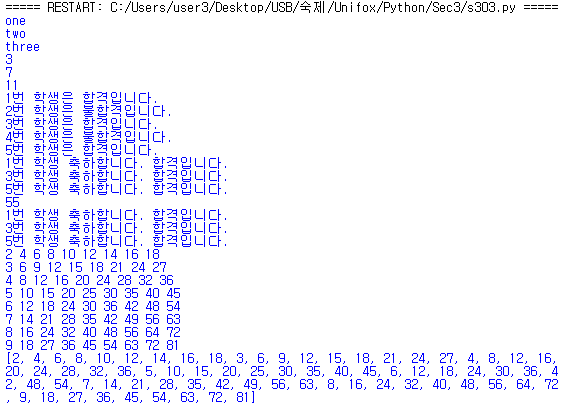 ===== RESTART: C:/Users/user3/Desktop/USB/숙제/Unifox/Python/Sec3/s303.py =====
one
two
three
3
7
11
1번 학생은 합격입니다.
2번 학생은 불합격입니다.
3번 학생은 합격입니다.
4번 학생은 불합격입니다.
5번 학생은 합격입니다.
1번 학생 축하합니다. 합격입니다.
3번 학생 축하합니다. 합격입니다.
5번 학생 축하합니다. 합격입니다.
55
1번 학생 축하합니다. 합격입니다.
3번 학생 축하합니다. 합격입니다.
5번 학생 축하합니다. 합격입니다.
2 4 6 8 10 12 14 16 18
3 6 9 12 15 18 21 24 27
4 8 12 16 20 24 28 32 36
5 10 15 20 25 30 35 40 45
6 12 18 24 30 36 42 48 54
7 14 21 28 35 42 49 56 63
8 16 24 32 40 48 56 64 72
9 18 27 36 45 54 63 72 81
[2, 4, 6, 8, 10, 12, 14, 16, 18, 3, 6, 9, 12, 15, 18, 21, 24, 27, 4, 8, 12, 16,
20, 24, 28, 32, 36, 5, 10, 15, 20, 25, 30, 35, 40, 45, 6, 12, 18, 24, 30, 36, 4
2, 48, 54, 7, 14, 21, 28, 35, 42, 49, 56, 63, 8, 16, 24, 32, 40, 48, 56, 64, 72
, 9, 18, 27, 36, 45, 54, 63, 72, 81]